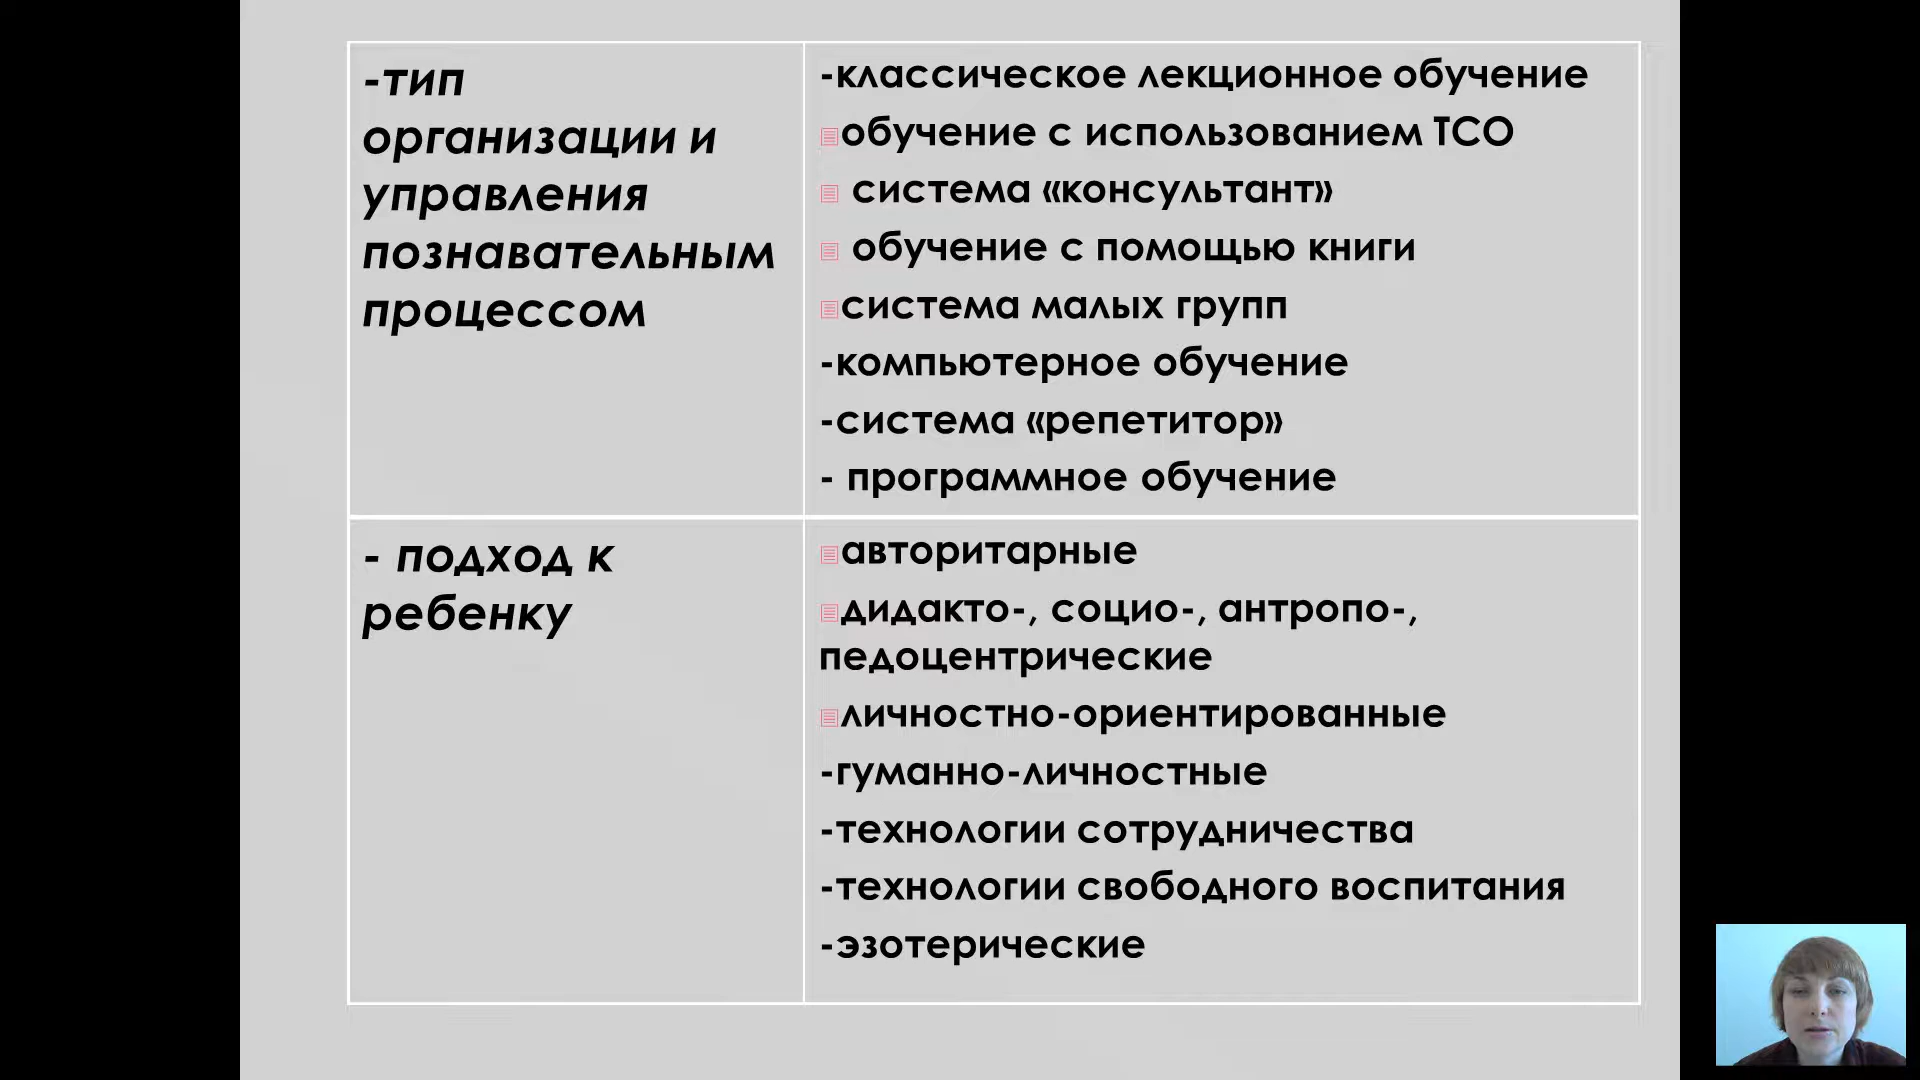 -тип
организации и
управления
познавательным
процессом
-классическое лекционное обучение
обучение с использованием ТСО
система «консультант»
обучение с помощью книги
система малых групп
-компьютерное обучение
-система «репетитор»
- программное обучение
- подход к
ребенку
авторитарные
дидакто-, социо-, антропо-,
педоцентрические
личностно-ориентированные
-гуманно-личностные
-технологии сотрудничества
-технологии свободного воспитания
-эзотерические